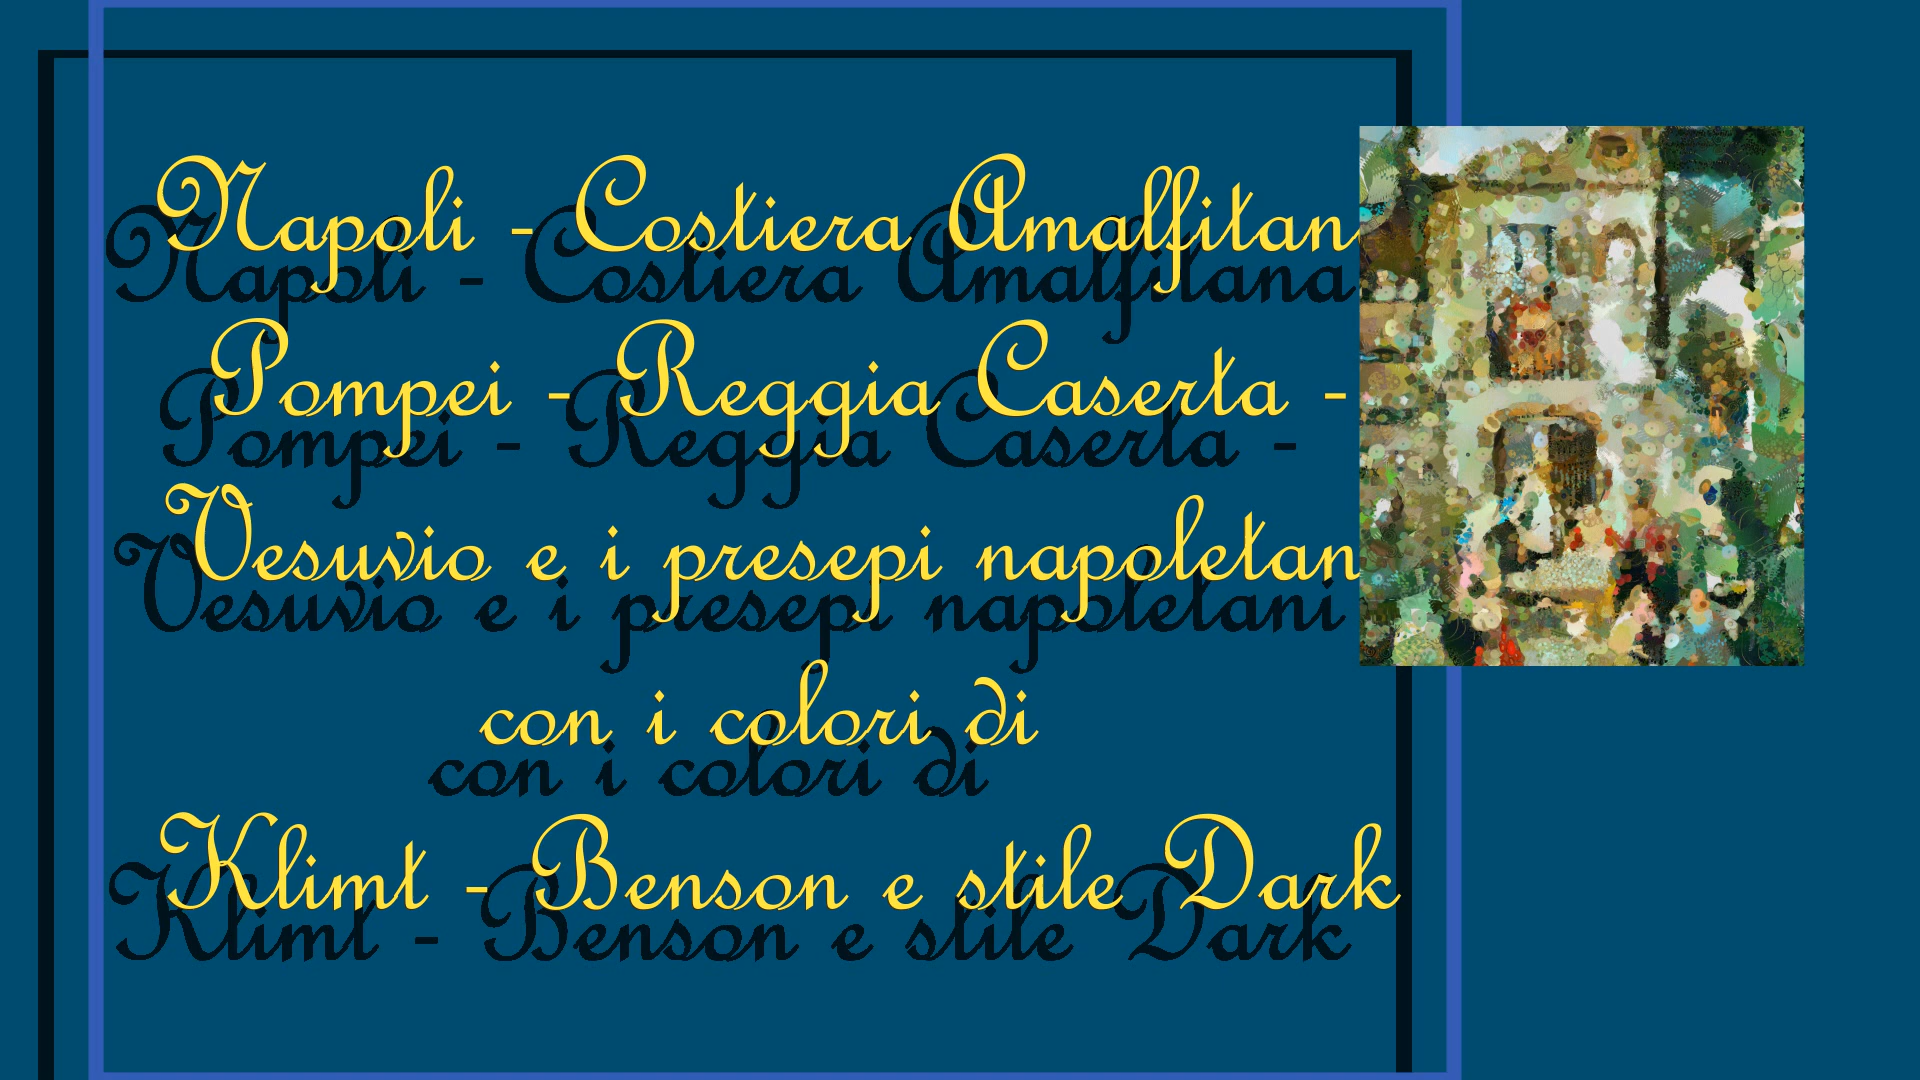 Napoli - Costiera Amalfitana
Pompei - Reggia Caserta -
Vesuvio e i presepi napoletani
con i colori di
Klimt - Benson e stile Dark